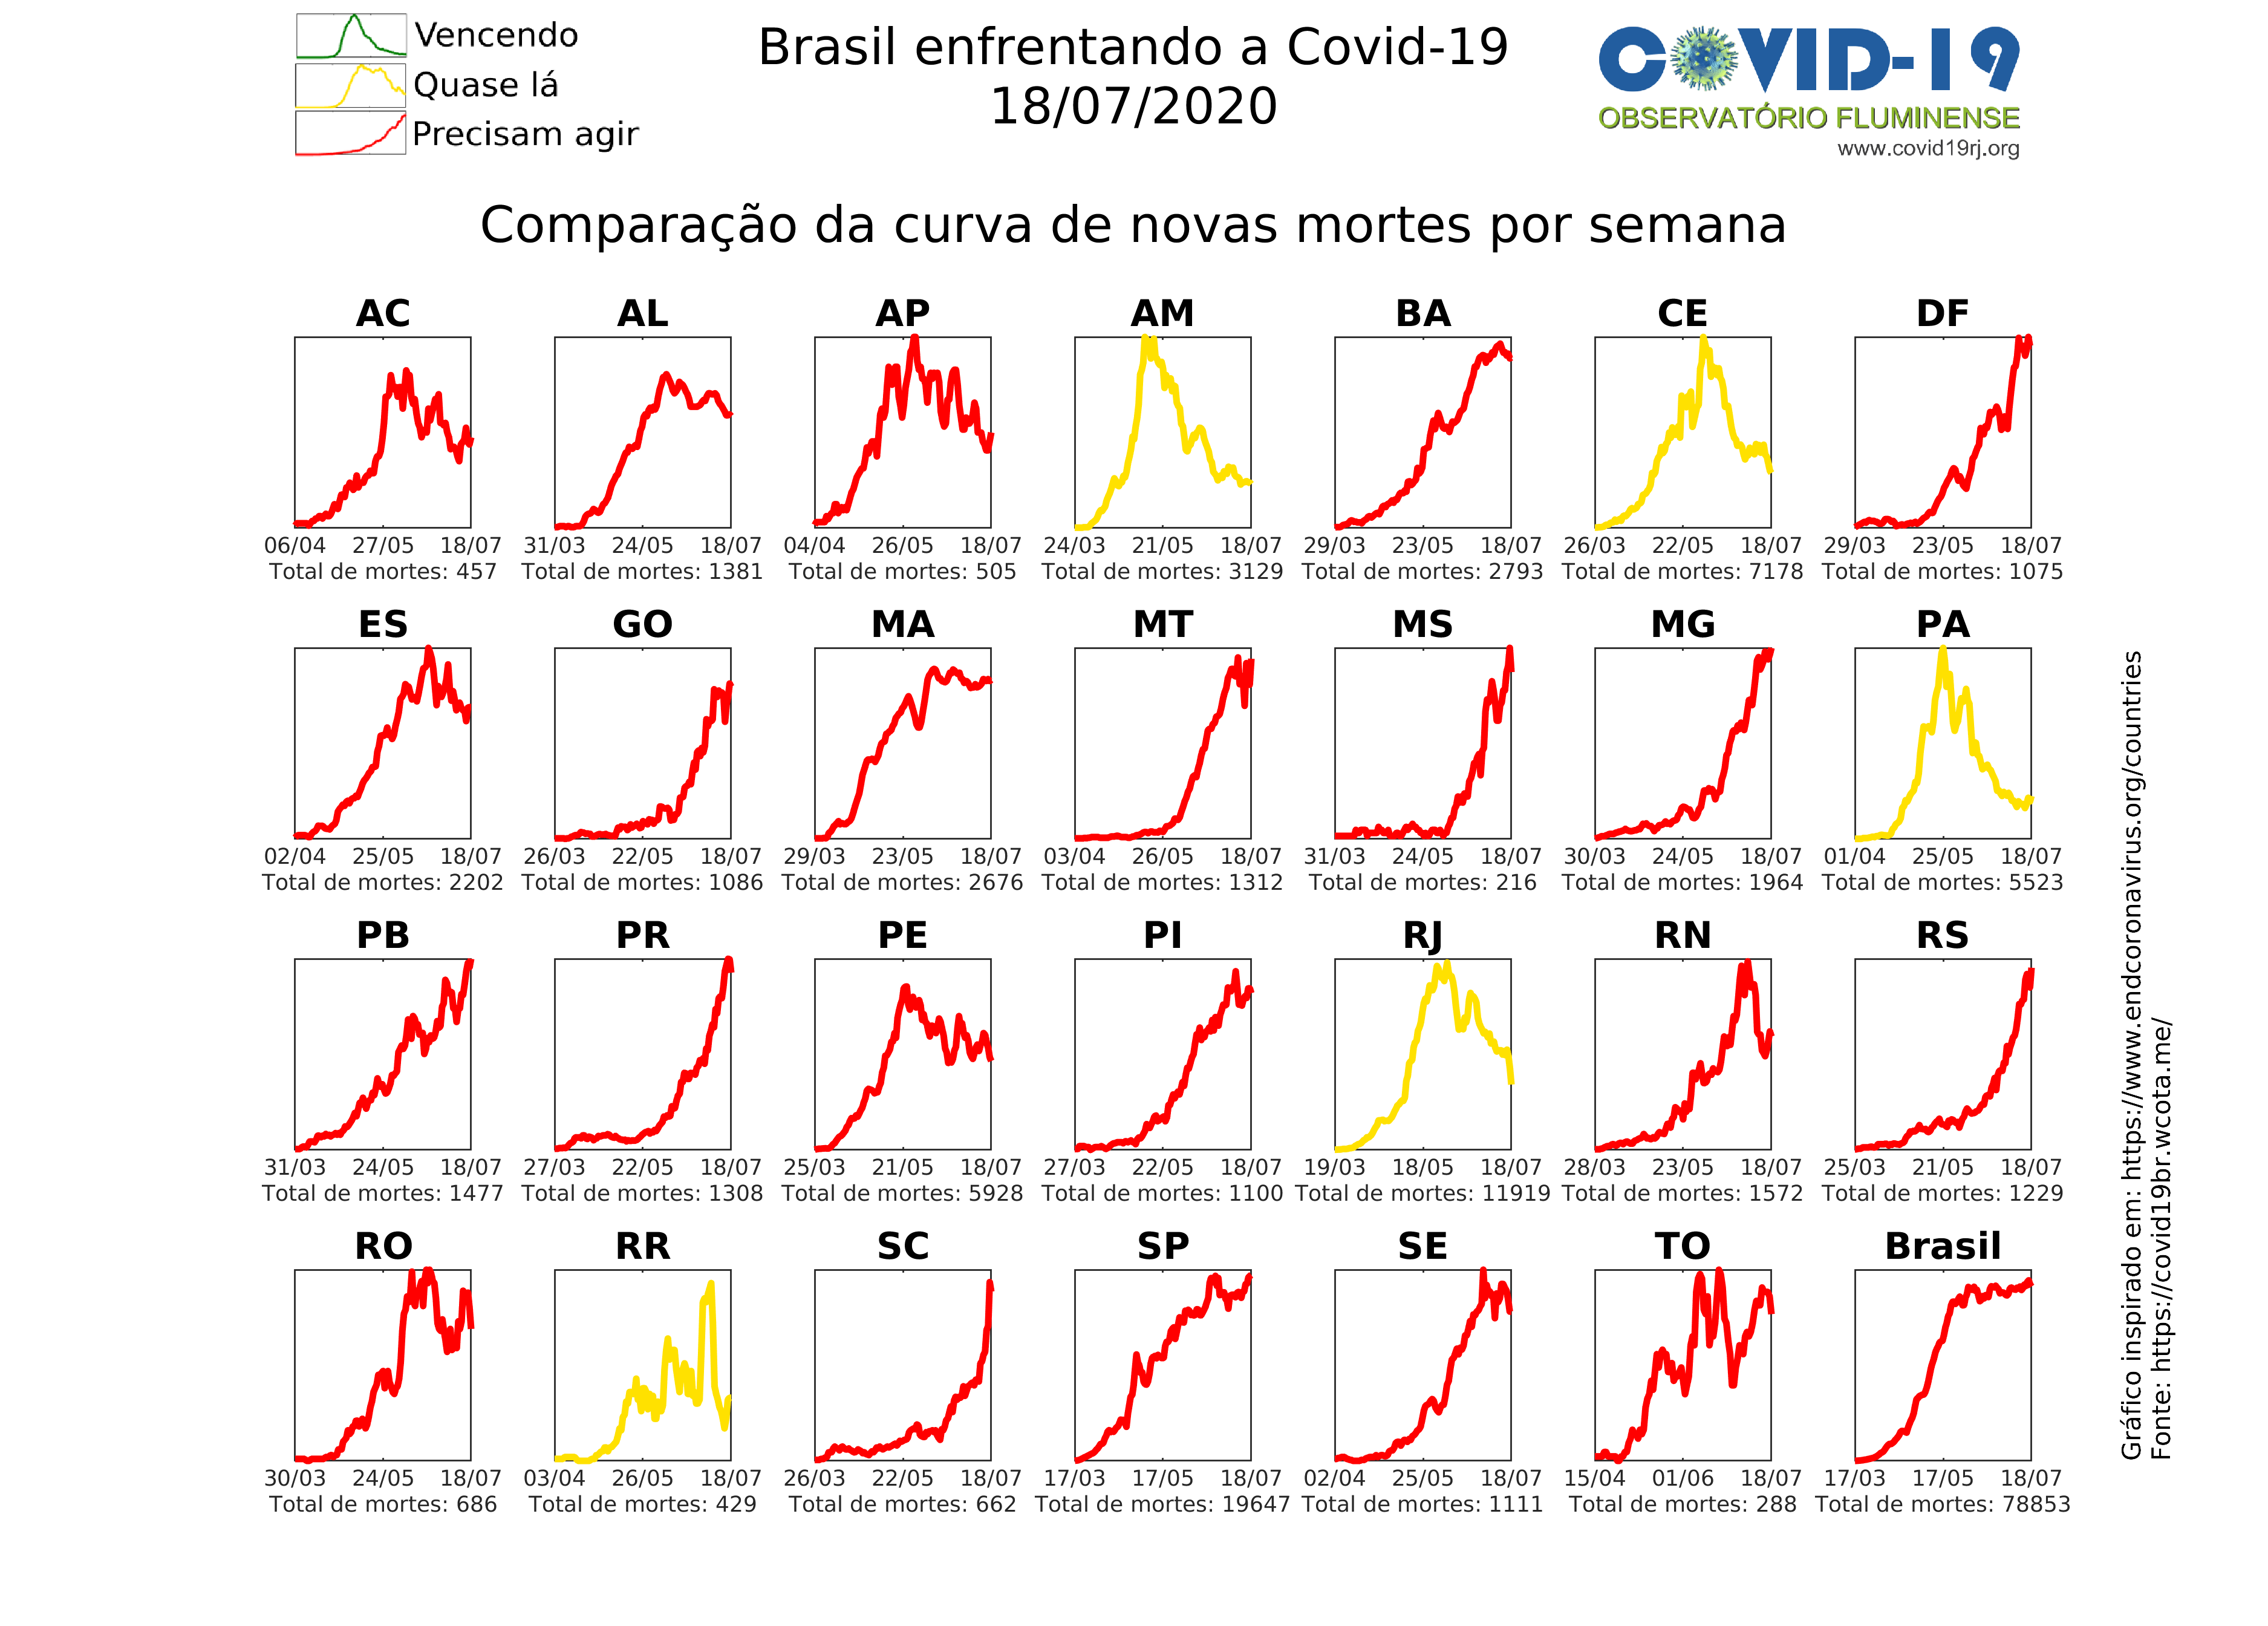 Vencendo
Quase lá
Precisam agir
Brasil enfrentando a Covid-19
18/07/2020
COVID-19
OBSERVATÓRIO FLUMINENSE
www.covid19rj.org
Comparação da curva de novas mortes por semana
AC AL AP AM BA CE DF
06/04 27/05 18/07 31/03 24/05 18/07 04/04 26/05 18/07 24/03 21/05 18/07 29/03 23/05 18/07 26/03 22/05 18/07 29/03 23/05 18/07
Total de mortes: 457 Total de mortes: 1381 Total de mortes: 505 Total de mortes: 3129 Total de mortes: 2793 Total de mortes: 7178 Total de mortes: 1075
ES GO MA MT MS MG PA
02/04 25/05 18/07 26/03 22/05 18/07 29/03 23/05 18/07 03/04 26/05 18/07 31/03 24/05 18/07 30/03 24/05 18/07 01/04 25/05 18/07
Total de mortes: 2202 Total de mortes: 1086 Total de mortes: 2676 Total de mortes: 1312 Total de mortes: 216 Total de mortes: 1964 Total de mortes: 5523
PB PR PE PI RJ RN RS
31/03 24/05 18/07 27/03 22/05 18/07 25/03 21/05 18/07 27/03 22/05 18/07 19/03 18/05 18/07 28/03 23/05 18/07 25/03 21/05 18/07
Total de mortes: 1477 Total de mortes: 1308 Total de mortes: 5928 Total de mortes: 1100 Total de mortes: 11919 Total de mortes: 1572 Total de mortes: 1229
RO RR SC SP SE TO Brasil
30/03 24/05 18/07 03/04 26/05 18/07 26/03 22/05 18/07 17/03 17/05 18/07 02/04 25/05 18/07 15/04 01/06 18/07 17/03 17/05 18/07
Total de mortes: 686 Total de mortes: 429 Total de mortes: 662 Total de mortes: 19647 Total de mortes: 1111 Total de mortes: 288 Total de mortes: 78853
Gráfico inspirado em: https://www.endcoronavirus.org/countries
Fonte: https://covid19br.wcota.me/